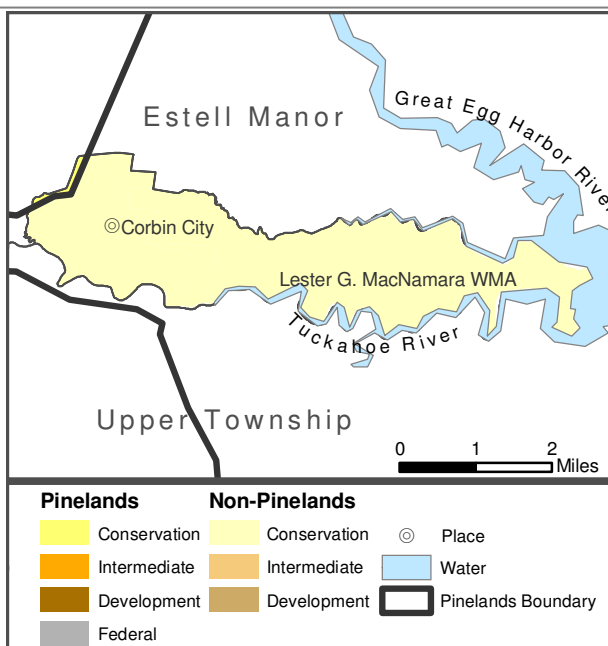 Estell Manor
Great Egg Harbor River
Corbin City
Lester G. MacNamara WMA
Tuckahoe River
Upper Township
0 1 2
Miles
Pinelands Non-Pinelands
Conservation Conservation Place
Intermediate Intermediate Water
Development Development Pinelands Boundary
Federal